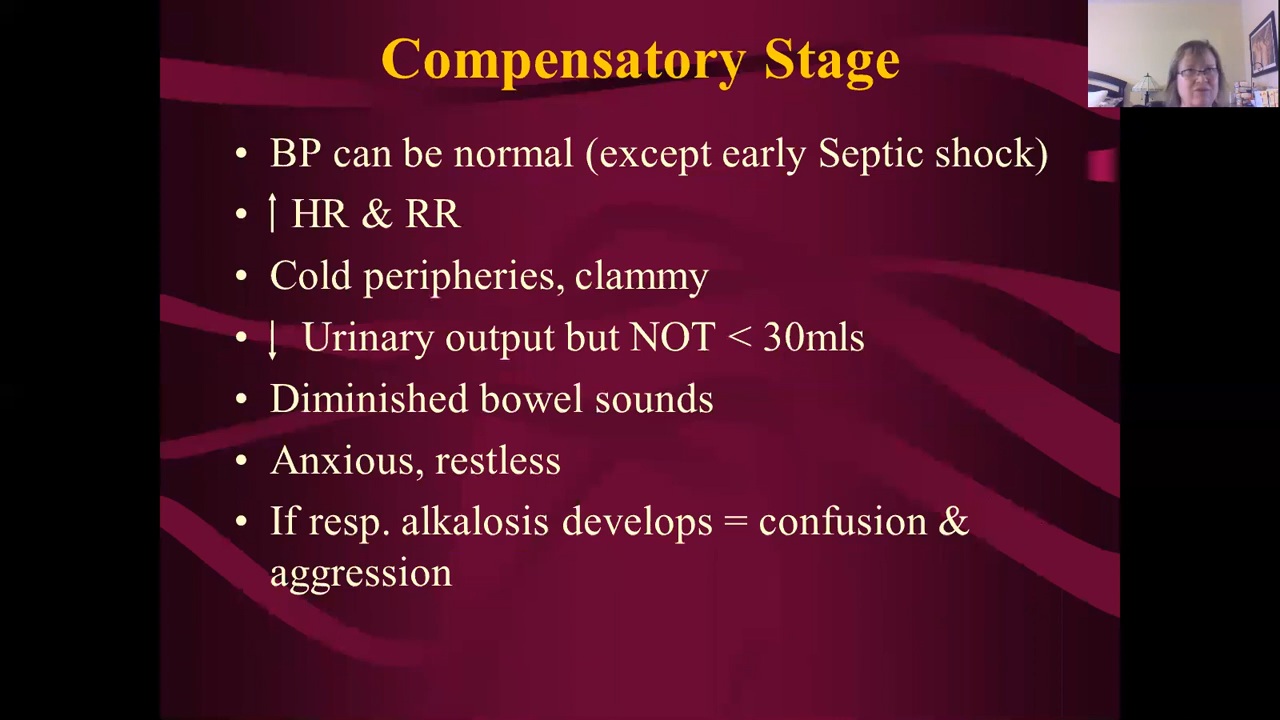 Compensatory Stage
• BP can be normal (except early Septic shock)
• ↑ HR & RR
• Cold peripheries, clammy
• ↓ Urinary output but NOT < 30mls
• Diminished bowel sounds
• Anxious, restless
• If resp. alkalosis develops = confusion &
aggression